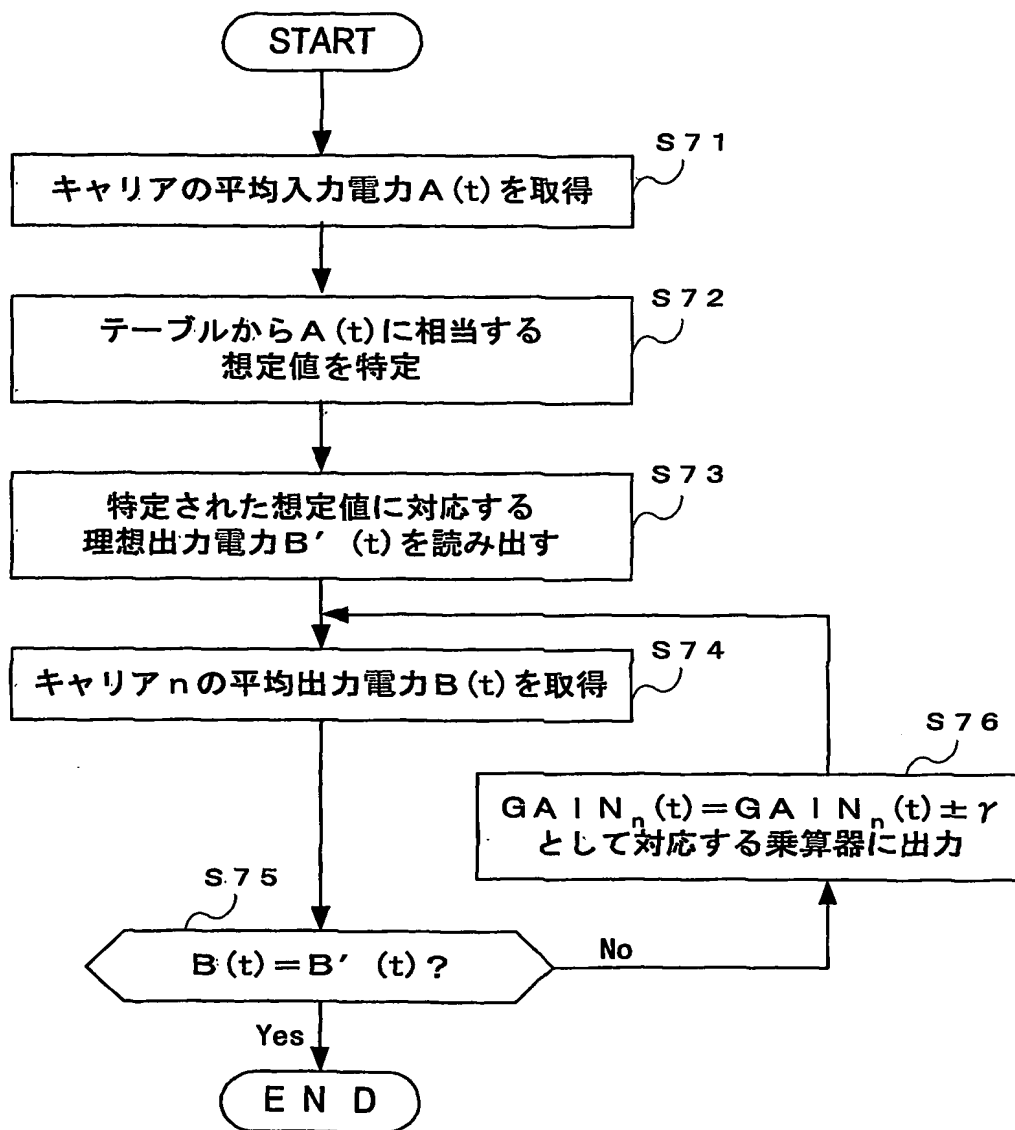 START
S71
キャリアの平均入力電力A(t)を取得
S72
テーブルからA(t)に相当する
想定値を特定
S73
特定された想定値に対応する
理想出力電力B′(t)を読み出す
S74
キャリアnの平均出力電力B(t)を取得
S76
GAINn(t)=GAINn(t)±γ
として対応する乗算器に出力
S75
B(t)=B′(t)?
No
Yes
END